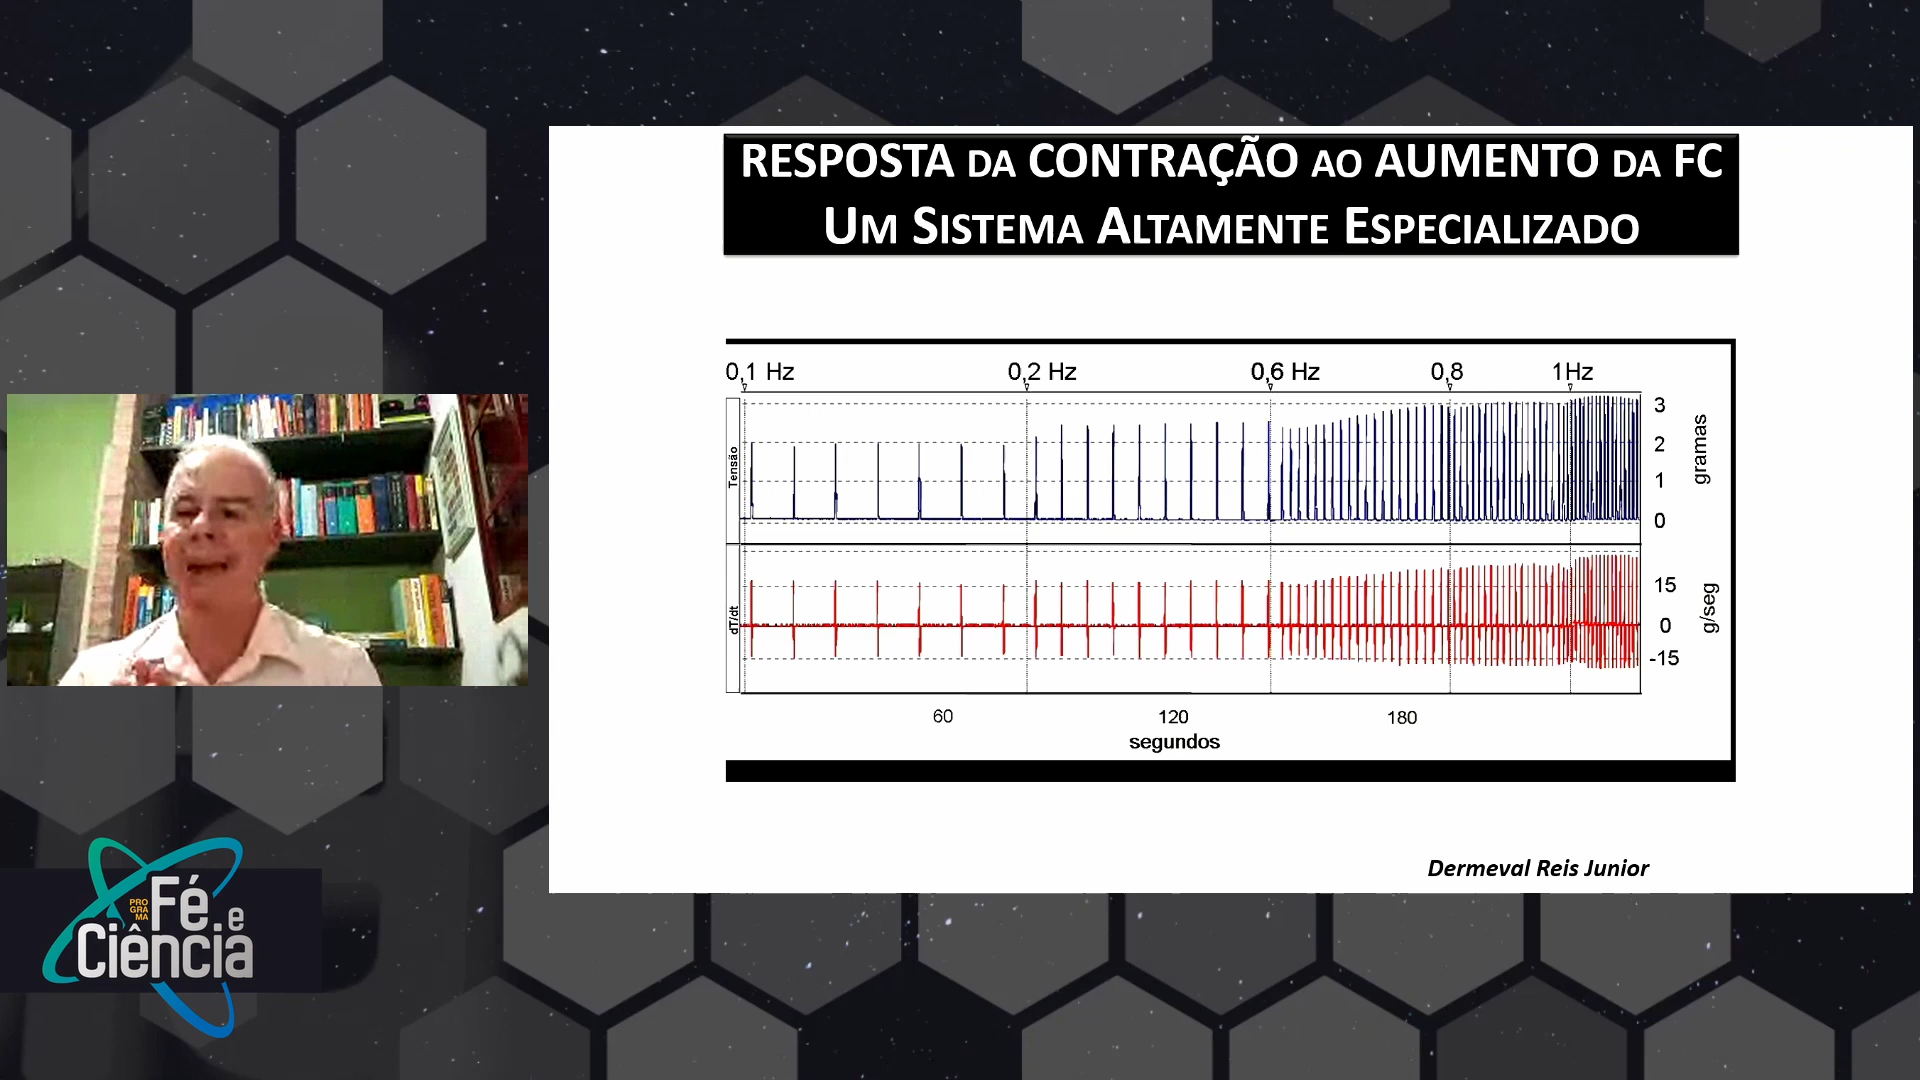 RESPOSTA DA CONTRAÇÃO AO AUMENTO DA FC
UM SISTEMA ALTAMENTE ESPECIALIZADO
0,1 Hz 0,2 Hz 0,6 Hz 0,8 1Hz
Tensão
3
2
1
0
gramas
dT/dt
15
0
-15
g/seg
60 120 180
segundos
Dermeval Reis Junior
PRO
GRA
MA
Fé e
Ciência